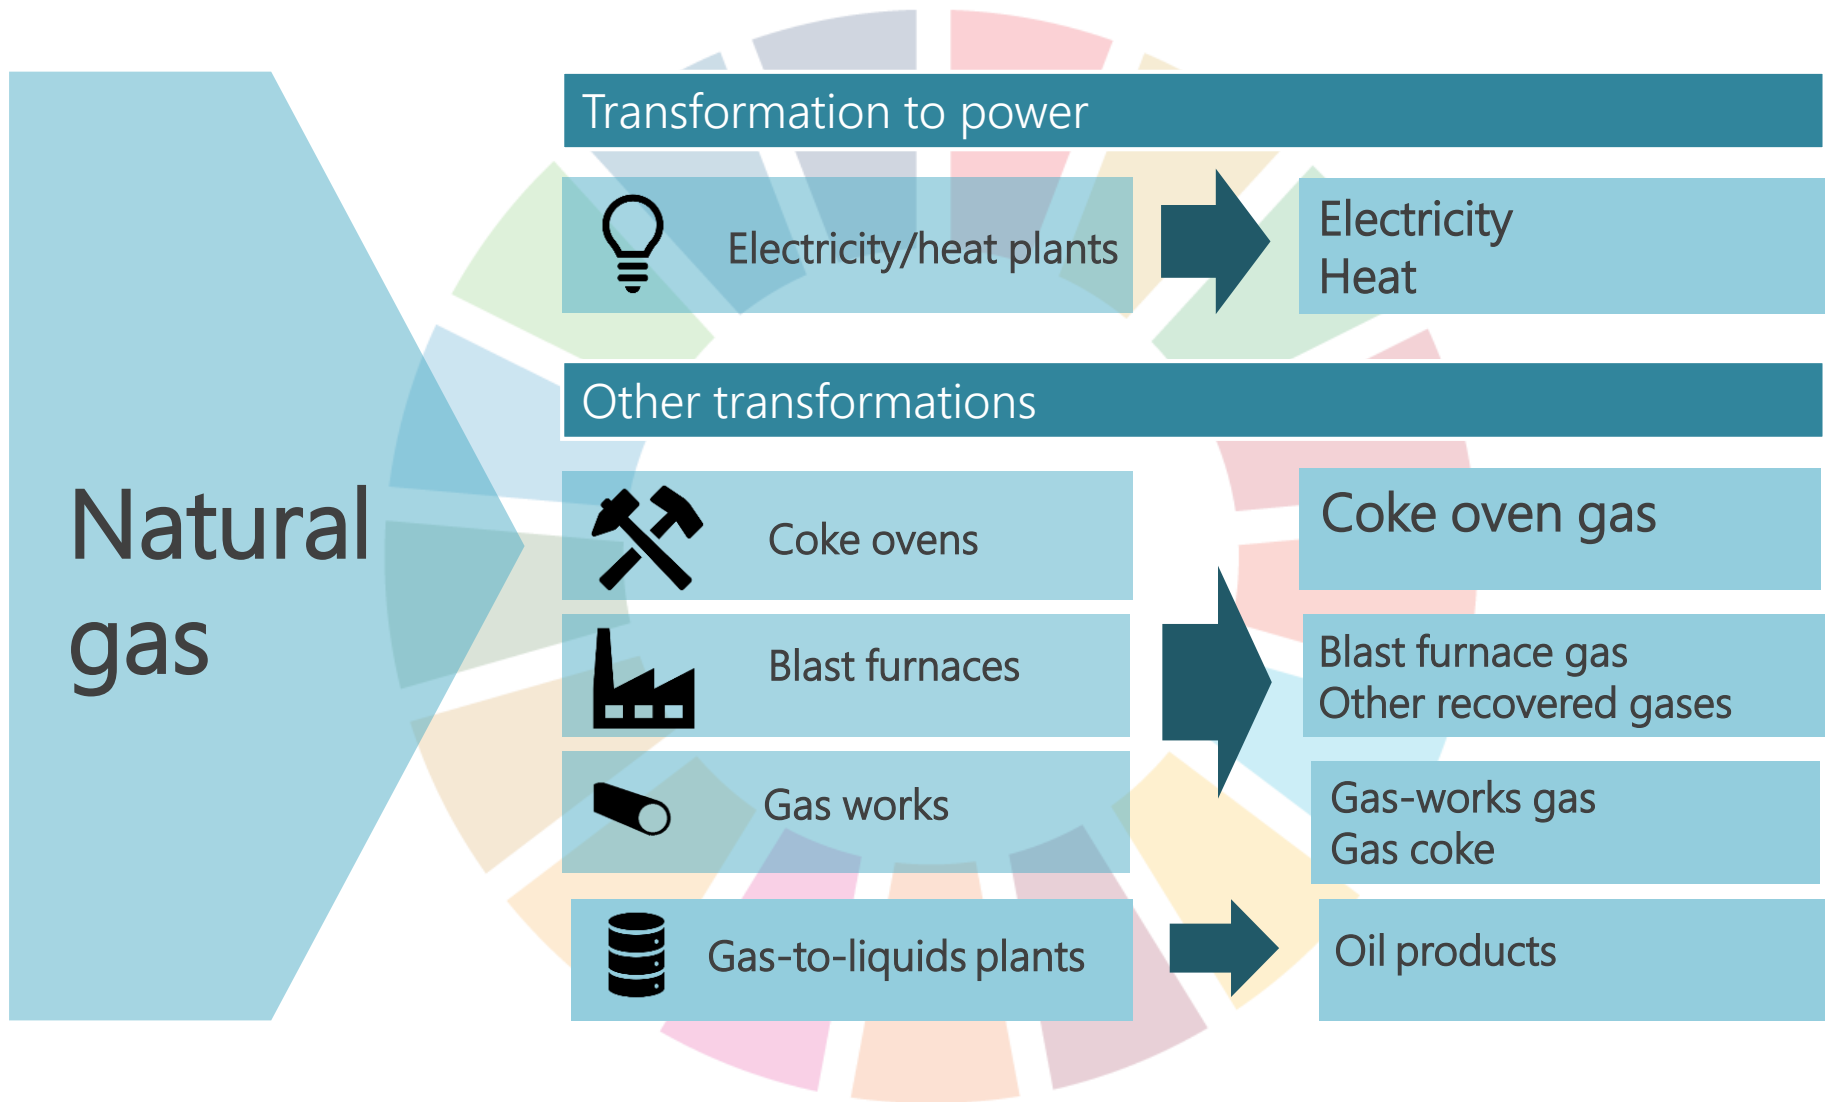 Natural
gas
Transformation to power
Electricity/heat plants
Electricity
Heat
Other transformations
Coke ovens
Coke oven gas
Blast furnaces
Blast furnace gas
Other recovered gases
Gas works
Gas-works gas
Gas coke
Gas-to-liquids plants
Oil products